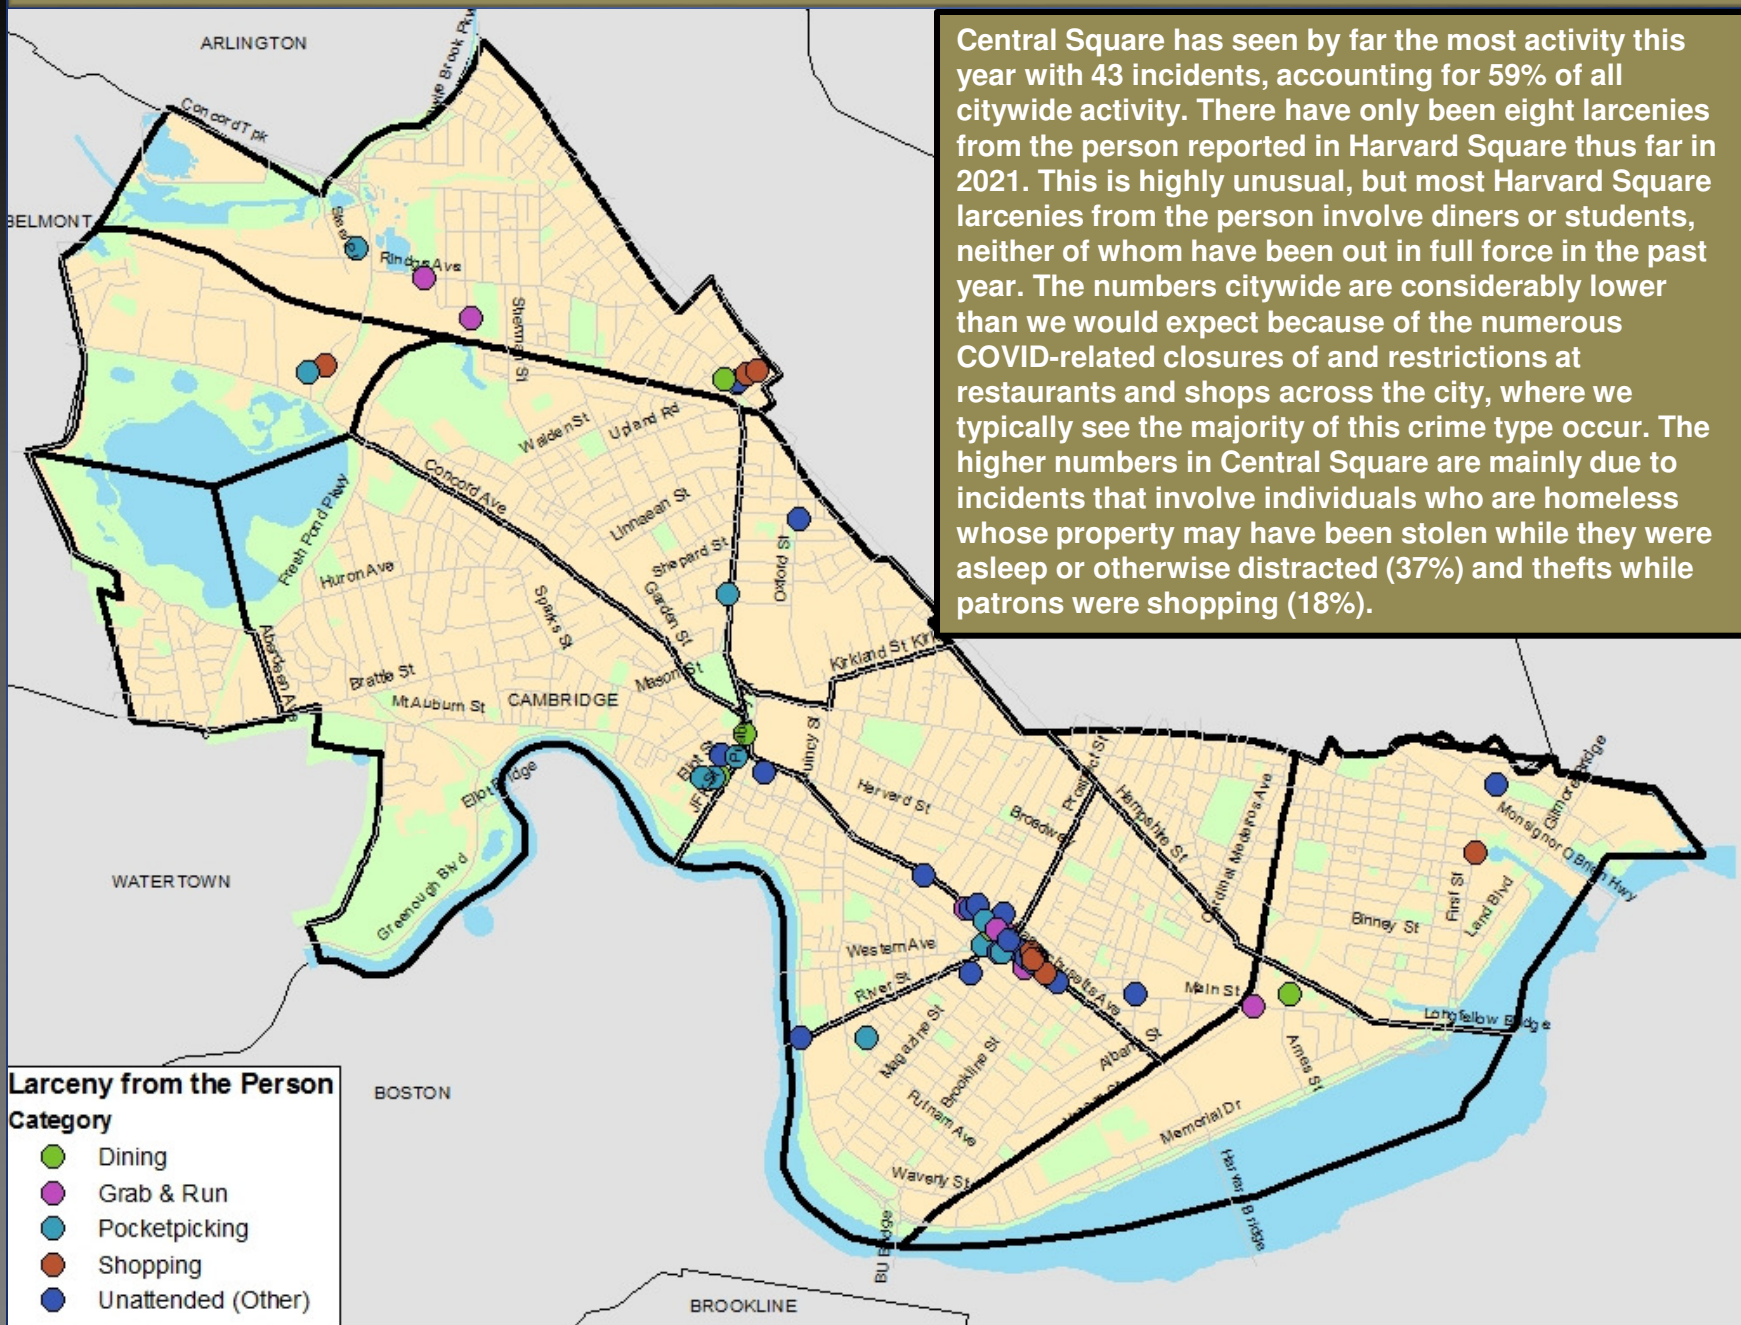 ARLINGTON
Concord Tpk
BELMONT
Rindge Ave
Sherman St
Walden St
Upland Rd
Concord Ave
Linnaean St
Shepard St
Oxford St
Garden St
Fresh Pond Pkwy
Huron Ave
Sparks St
Aberdeen Ave
Brattle St
Mason St
Kirkland St
Mt Auburn St
CAMBRIDGE
Eliot St
Eliot Bridge
Harvard St
Broadway
Prospect St
Hampshire St
Cardinal Medeiros Ave
Gilmore Bridge
Monsignor O'Brien Hwy
WATERTOWN
Greenough Blvd
First St
Land Blvd
Binney St
Western Ave
River St
Main St
Longfellow Bridge
Magazine St
Brookline St
Albany St
Ames St
Putnam Ave
Memorial Dr
Waverly St
BU Bridge
BOSTON
BROOKLINE
Central Square has seen by far the most activity this
year with 43 incidents, accounting for 59% of all
citywide activity. There have only been eight larcenies
from the person reported in Harvard Square thus far in
2021. This is highly unusual, but most Harvard Square
larcenies from the person involve diners or students,
neither of whom have been out in full force in the past
year. The numbers citywide are considerably lower
than we would expect because of the numerous
COVID-related closures of and restrictions at
restaurants and shops across the city, where we
typically see the majority of this crime type occur. The
higher numbers in Central Square are mainly due to
incidents that involve individuals who are homeless
whose property may have been stolen while they were
asleep or otherwise distracted (37%) and thefts while
patrons were shopping (18%).
Larceny from the Person
Category
Dining
Grab & Run
Pocketpicking
Shopping
Unattended (Other)